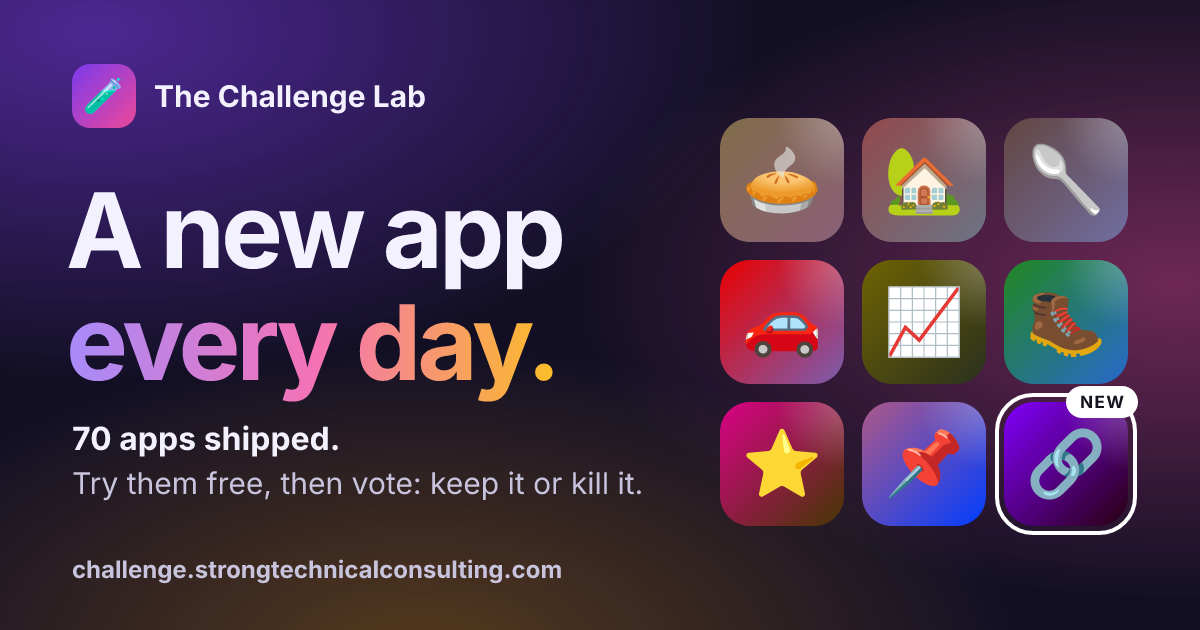 The Challenge Lab
A new app
every day.
70 apps shipped.
Try them free, then vote: keep it or kill it.
challenge.strongtechnicalconsulting.com
NEW